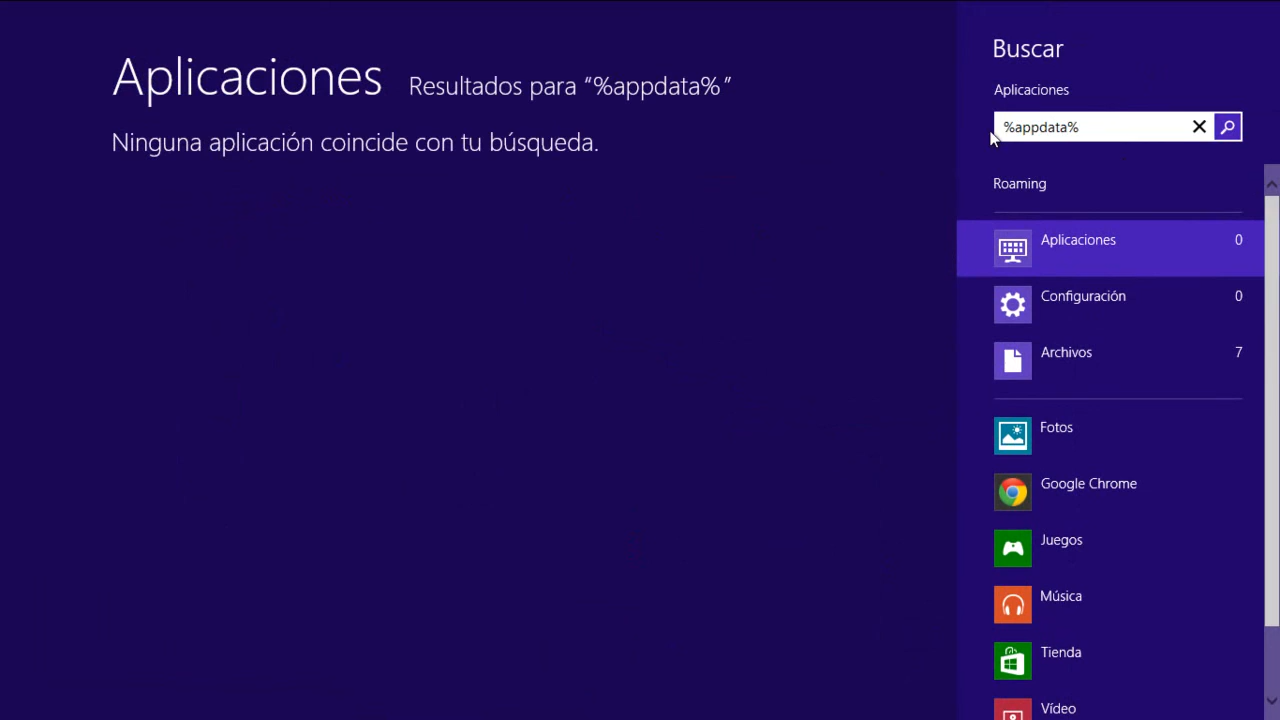 Aplicaciones Resultados para “%appdata% ”
Ninguna aplicación coincide con tu búsqueda.
Buscar
Aplicaciones
%appdata%
Roaming
Aplicaciones 0
Configuración 0
Archivos 7
Fotos
Google Chrome
Juegos
Música
Tienda
Vídeo